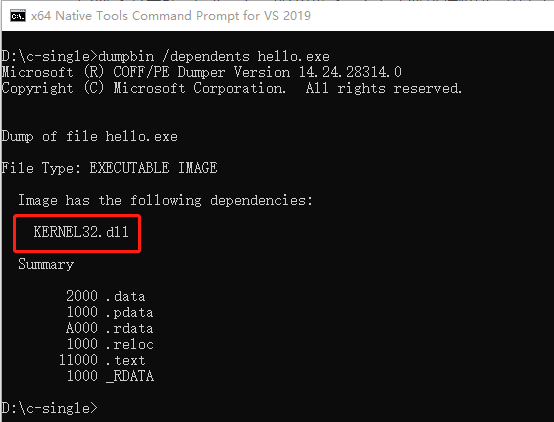 x64 Native Tools Command Prompt for VS 2019
D:\c-single>dumpbin /dependents hello.exe
Microsoft (R) COFF/PE Dumper Version 14.24.28314.0
Copyright (C) Microsoft Corporation.  All rights reserved.
Dump of file hello.exe
File Type: EXECUTABLE IMAGE
Image has the following dependencies:
KERNEL32.dll
Summary
2000 .data
1000 .pdata
A000 .rdata
1000 .reloc
11000 .text
1000 _RDATA
D:\c-single>